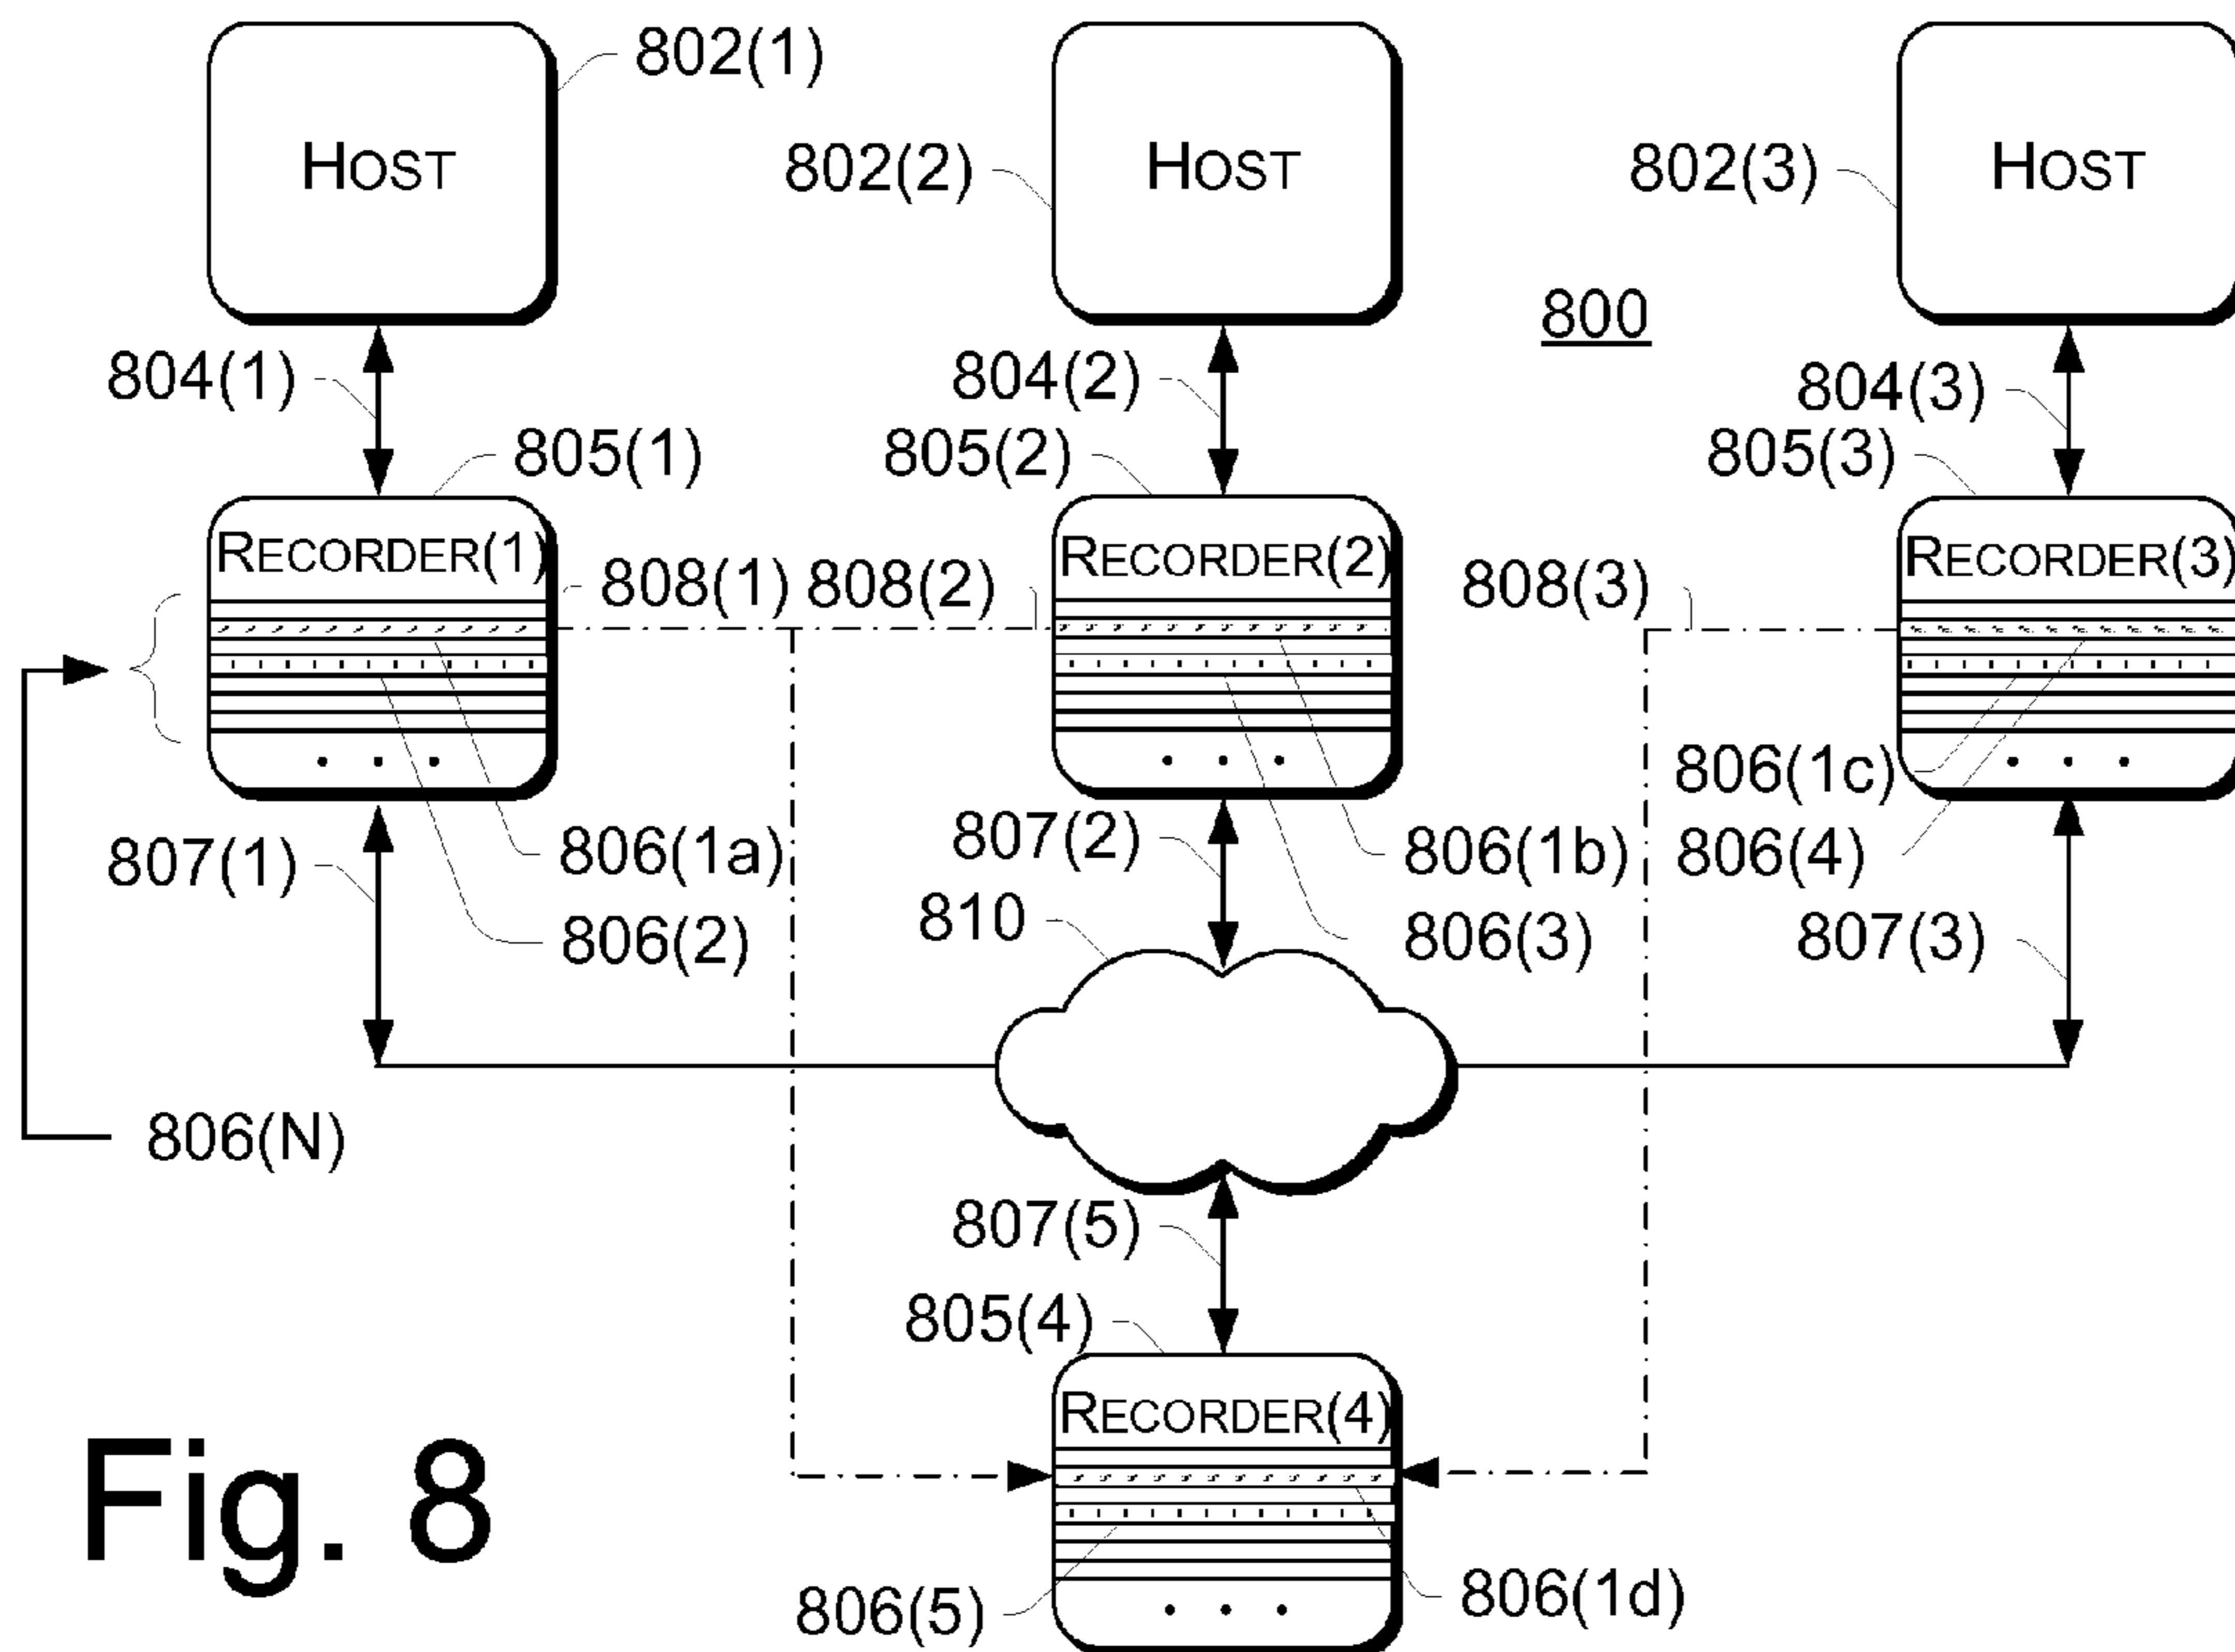 802(1)
HOST
802(2)
HOST
802(3)
HOST
800
804(1)
804(2)
804(3)
805(1)
805(2)
805(3)
RECORDER(1)
808(1)
808(2)
RECORDER(2)
808(3)
RECORDER(3)
. . .
. . .
806(1c)
. . .
807(1)
806(1a)
807(2)
806(1b)
806(4)
806(2)
810
806(3)
807(3)
806(N)
807(5)
805(4)
RECORDER(4)
806(5)
. . .
806(1d)
Fig. 8